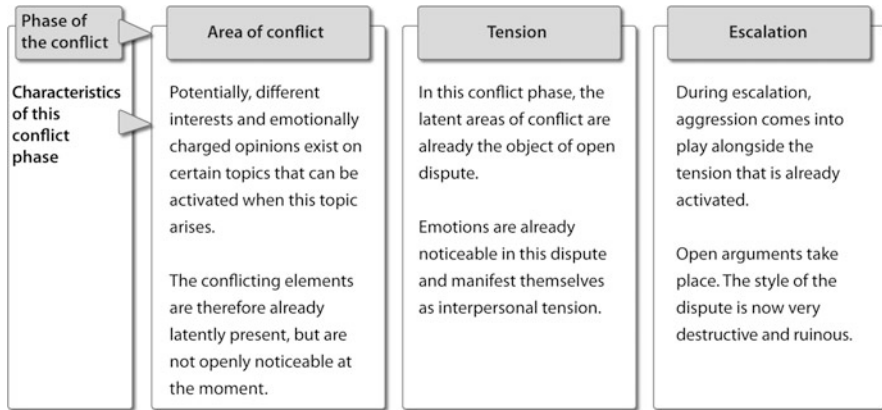 Phase of
the conflict
Area of conflict
Tension
Escalation
Characteristics
of this
conflict
phase
Potentially, different
interests and emotionally
charged opinions exist on
certain topics that can be
activated when this topic
arises.
The conflicting elements
are therefore already
latently present, but are
not openly noticeable at
the moment.
In this conflict phase, the
latent areas of conflict are
already the object of open
dispute.
Emotions are already
noticeable in this dispute
and manifest themselves
as interpersonal tension.
During escalation,
aggression comes into
play alongside the
tension that is already
activated.
Open arguments take
place. The style of the
dispute is now very
destructive and ruinous.